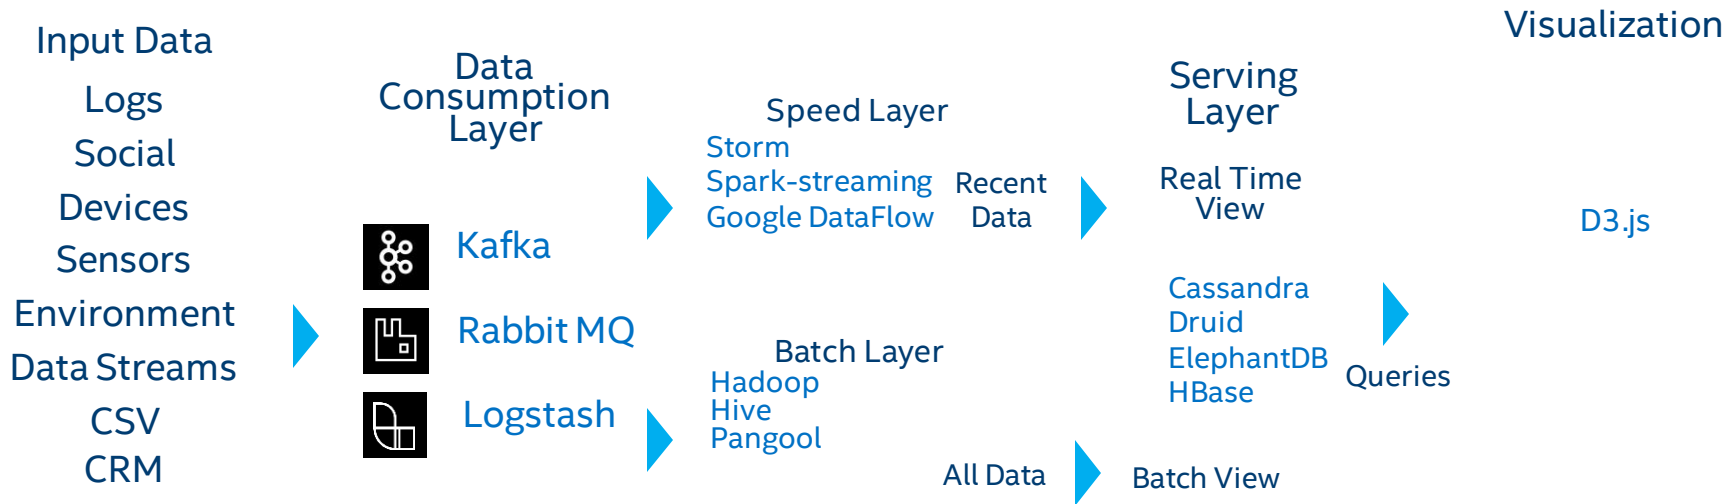 Input Data
Logs
Social
Devices
Sensors
Environment
Data Streams
CSV
CRM
Data
Consumption
Layer
Kafka
Rabbit MQ
Logstash
Speed Layer
Storm
Spark-streaming
Google DataFlow
Recent
Data
Batch Layer
Hadoop
Hive
Pangool
All Data
Serving
Layer
Real Time
View
Cassandra
Druid
ElephantDB
HBase
Queries
Batch View
Visualization
D3.js